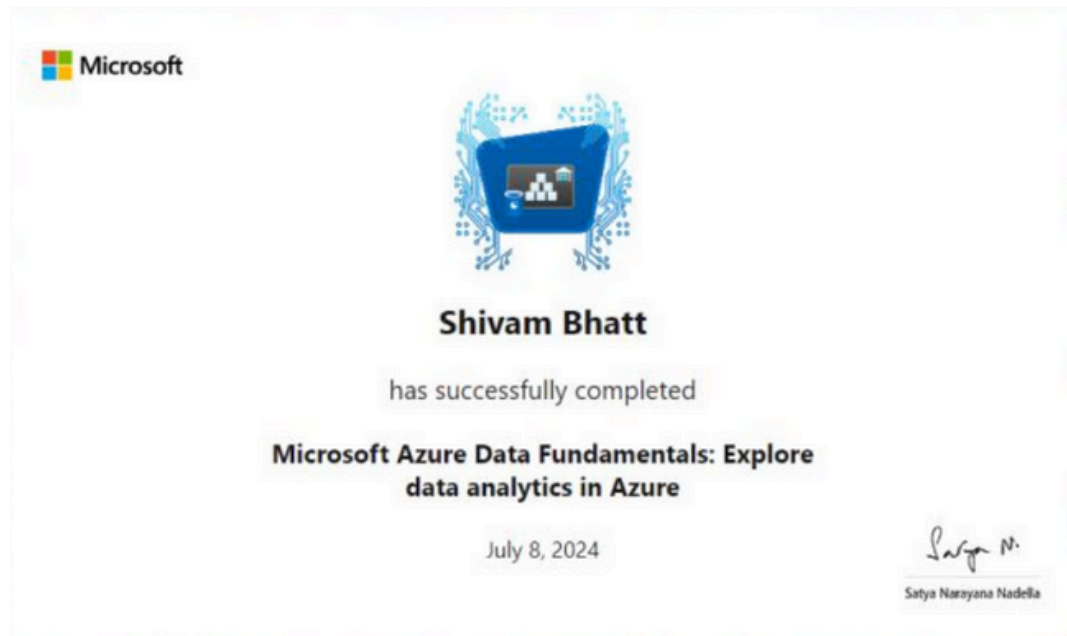 Microsoft
Shivam Bhatt
has successfully completed
Microsoft Azure Data Fundamentals: Explore
data analytics in Azure
July 8, 2024
Satya N.
Satya Narayana Nadella